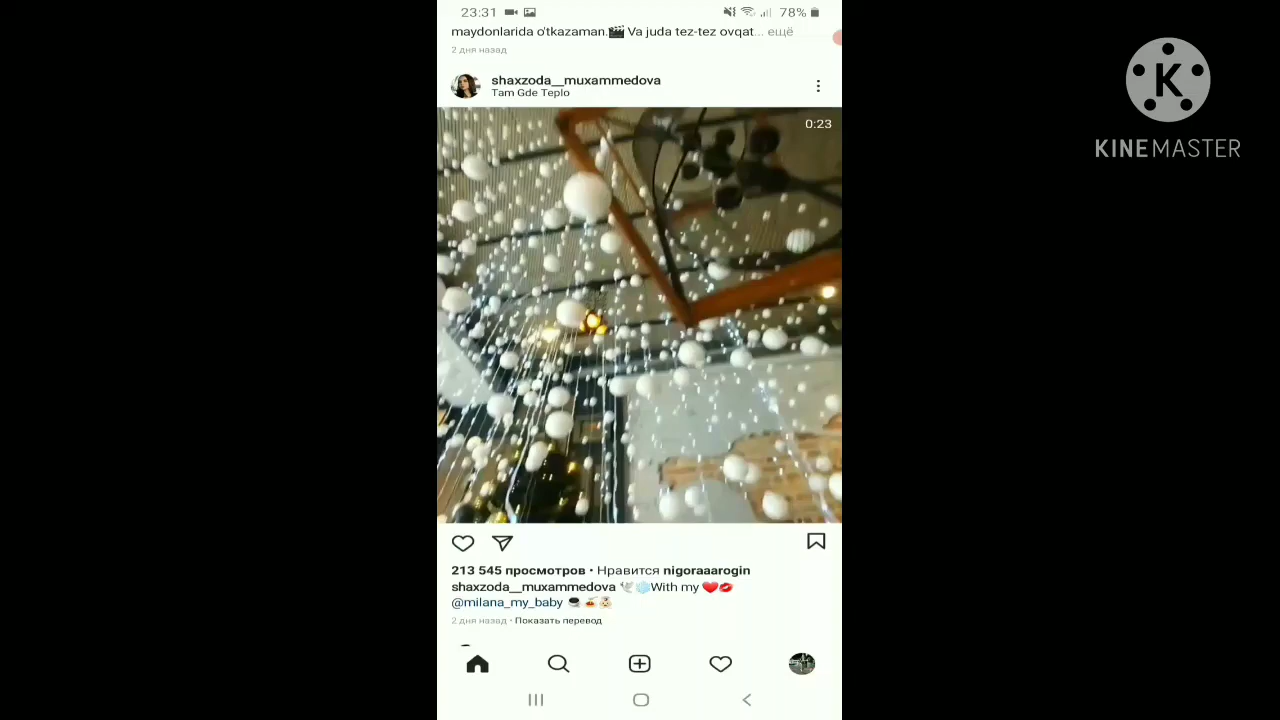 23:31 78%
maydonlarida o'tkazaman.🎬 Va juda tez-tez ovqat... ещё
2 дня назад
shaxzoda__muxammedova
Tam Gde Teplo
0:23
K
KINEMASTER
213 545 просмотров • Нравится nigoraaarogin
shaxzoda__muxammedova 🕊💨With my ❤️💋
@milana_my_baby ☕🍝👶🏻
2 дня назад • Показать перевод